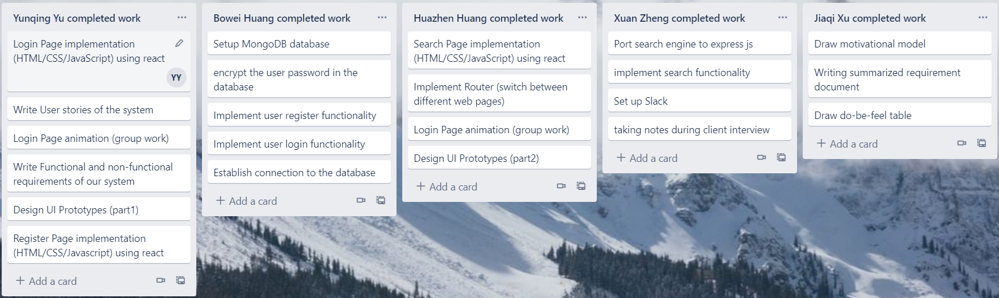 Yunqing Yu completed work
Login Page implementation
(HTML/CSS/JavaScript) using react
YY
Write User stories of the system
Login Page animation (group work)
Write Functional and non-functional
requirements of our system
Design UI Prototypes (part1)
Register Page implementation
(HTML/CSS/Javascript) using react
+ Add a card
Bowei Huang completed work
Setup MongoDB database
encrypt the user password in the
database
Implement user register functionality
Implement user login functionality
Establish connection to the database
+ Add a card
Huazhen Huang completed work
Search Page implementation
(HTML/CSS/JavaScript) using react
Implement Router (switch between
different web pages)
Login Page animation (group work)
Design UI Prototypes (part2)
+ Add a card
Xuan Zheng completed work
Port search engine to express js
implement search functionality
Set up Slack
taking notes during client interview
+ Add a card
Jiaqi Xu completed work
Draw motivational model
Writing summarized requirement
document
Draw do-be-feel table
+ Add a card